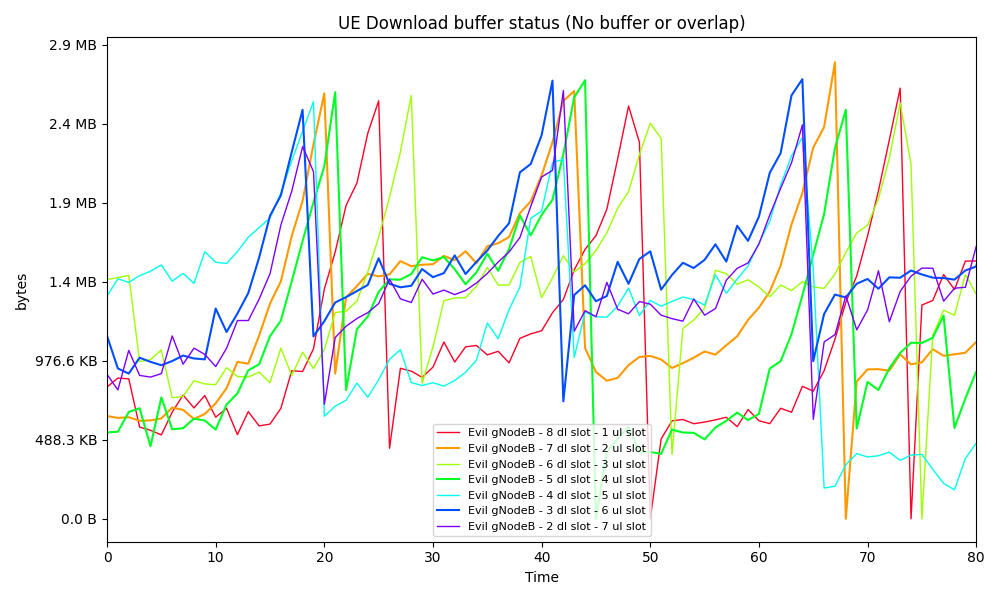 UE Download buffer status (No buffer or overlap)
2.9 MB
2.4 MB
1.9 MB
1.4 MB
976.6 KB
488.3 KB
0.0 B
bytes
Evil gNodeB - 8 dl slot - 1 ul slot
Evil gNodeB - 7 dl slot - 2 ul slot
Evil gNodeB - 6 dl slot - 3 ul slot
Evil gNodeB - 5 dl slot - 4 ul slot
Evil gNodeB - 4 dl slot - 5 ul slot
Evil gNodeB - 3 dl slot - 6 ul slot
Evil gNodeB - 2 dl slot - 7 ul slot
0 10 20 30 40 50 60 70 80
Time